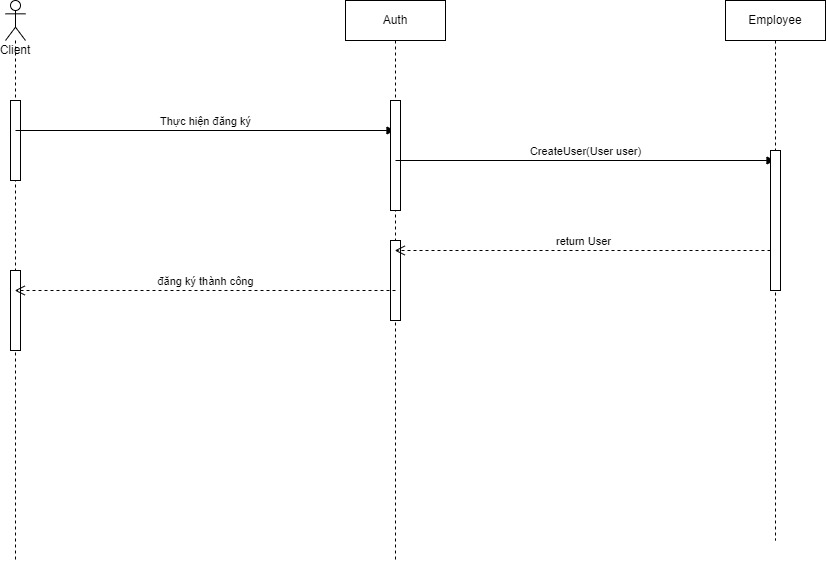 Auth
Employee
Client
Thực hiện đăng ký
CreateUser(User user)
return User
đăng ký thành công